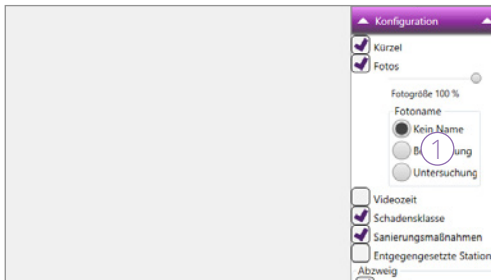 Konfiguration
Kürzel
Fotos
Fotogröße 100 %
Fotoname
Kein Name
1
Untersuchung
Videozeit
Schadensklasse
Sanierungsmaßnahmen
Entgegengesetzte Station
Abzweig